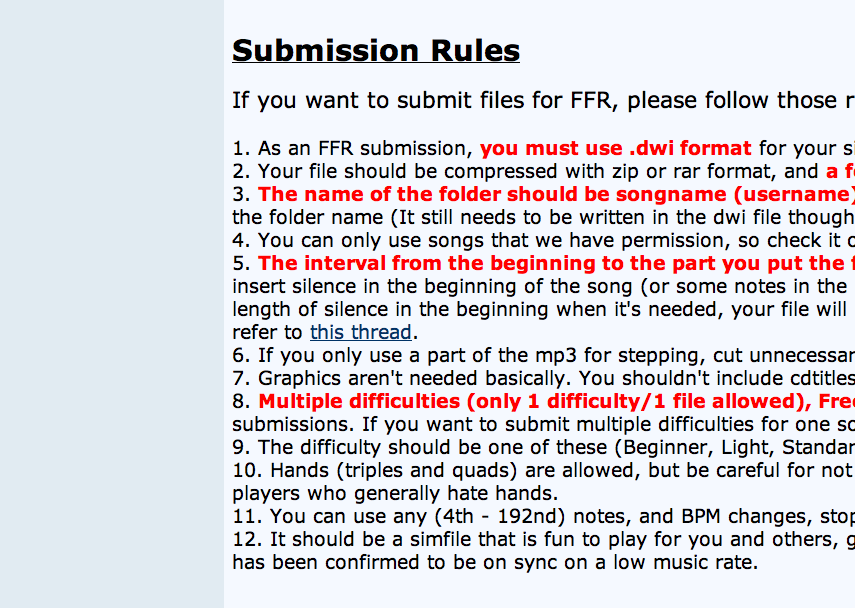 Submission Rules
If you want to submit files for FFR, please follow those
1. As an FFR submission, you must use .dwi format for your
2. Your file should be compressed with zip or rar format, and a
3. The name of the folder should be songname (username)
the folder name (It still needs to be written in the dwi file though
4. You can only use songs that we have permission, so check it
5. The interval from the beginning to the part you put the
insert silence in the beginning of the song (or some notes in the
length of silence in the beginning when it's needed, your file will
refer to this thread.
6. If you only use a part of the mp3 for stepping, cut
7. Graphics aren't needed basically. You shouldn't include cdtitles
8. Multiple difficulties (only 1 difficulty/1 file allowed),
submissions. If you want to submit multiple difficulties for one
9. The difficulty should be one of these (Beginner, Light,
10. Hands (triples and quads) are allowed, but be careful for not
players who generally hate hands.
11. You can use any (4th - 192nd) notes, and BPM changes,
12. It should be a simfile that is fun to play for you and others,
has been confirmed to be on sync on a low music rate.